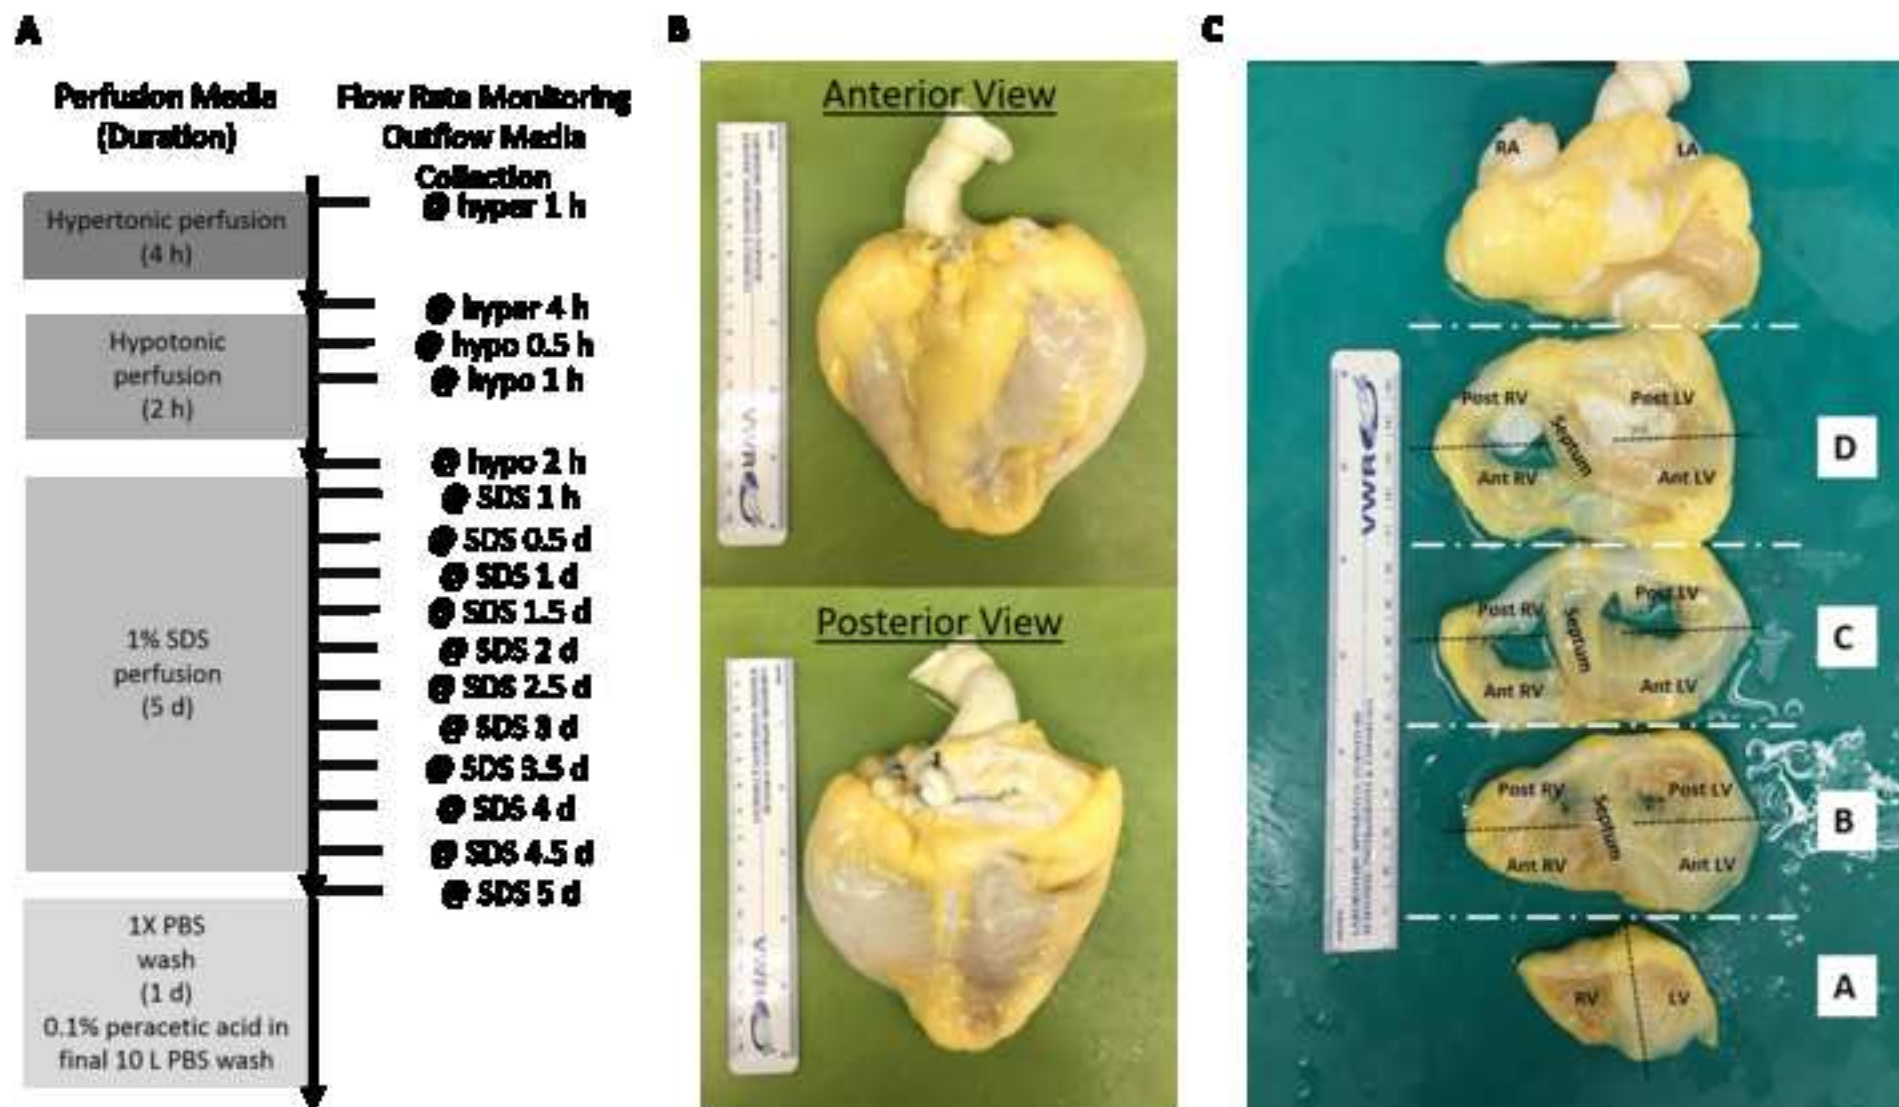 A
Perfusion Media
(Duration)
Flow Rate Monitoring
Outflow Media
Collection
Hypertonic perfusion
(4 h)
Hypotonic
perfusion
(2 h)
1% SDS
perfusion
(5 d)
1X PBS
wash
(1 d)
0.1% peracetic acid in
final 10 L PBS wash
@ hyper 1 h
@ hyper 4 h
@ hypo 0.5 h
@ hypo 1 h
@ hypo 2 h
@ SDS 1 h
@ SDS 0.5 d
@ SDS 1 d
@ SDS 1.5 d
@ SDS 2 d
@ SDS 2.5 d
@ SDS 3 d
@ SDS 3.5 d
@ SDS 4 d
@ SDS 4.5 d
@ SDS 5 d
B
Anterior View
VWR
Posterior View
VWR
C
RA
LA
Post RV
Post LV
Septum
Ant RV
Ant LV
D
VWR
Post RV
Post LV
Septum
Ant RV
Ant LV
C
Post RV
Post LV
Septum
Ant RV
Ant LV
B
RV
LV
A